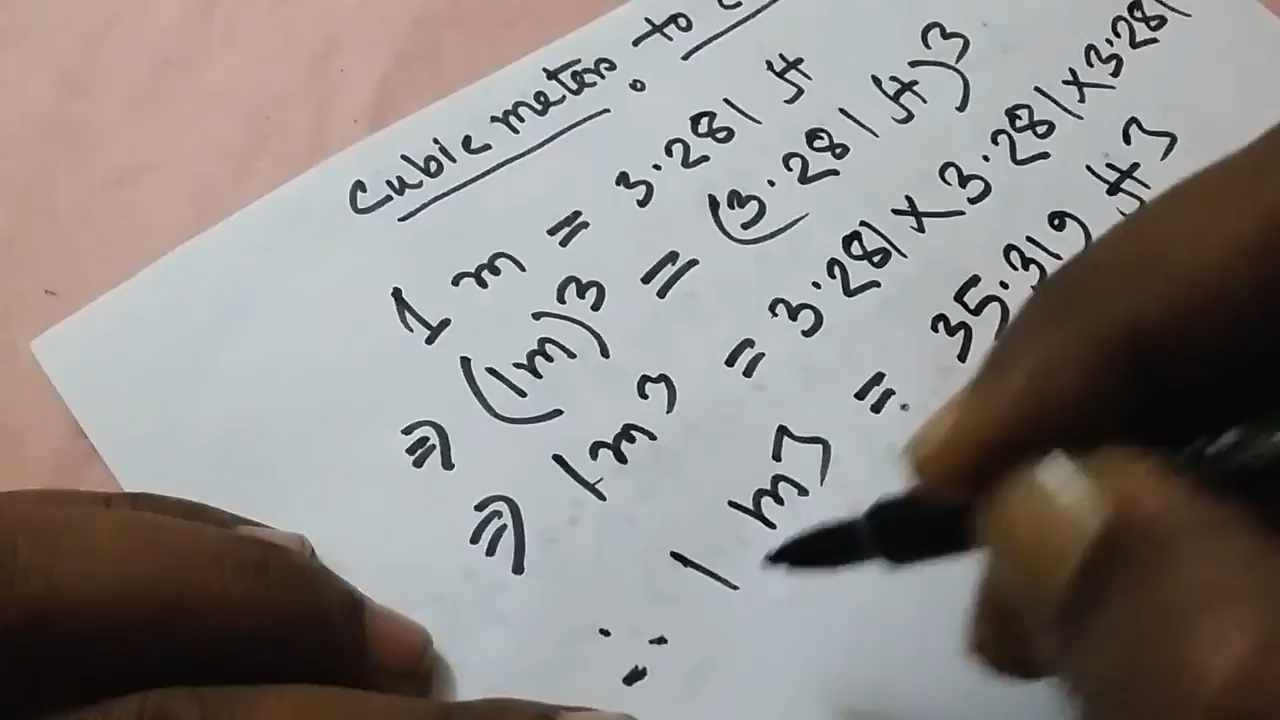 Cubic meters to
1 m = 3.281 ft
⇒ (1m)3 = (3.281 ft)3
⇒ 1m3 = 3.281×3.281×3.281
∴ 1 m3 = 35.319 ft3